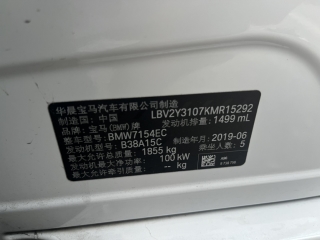 华晨宝马汽车有限公司制造
制造国: 中国 LBV2Y3107KMR15292
品牌: 宝马(BMW)牌 发动机排量: 1499 mL
整车型号: BMW7154EC
发动机型号: B38A15C 制造年月: 2019-06
最大允许总质量: 1855 kg 乘坐人数: 5
发动机最大净功率: 100 kW
最大允许牵引质量: - kg